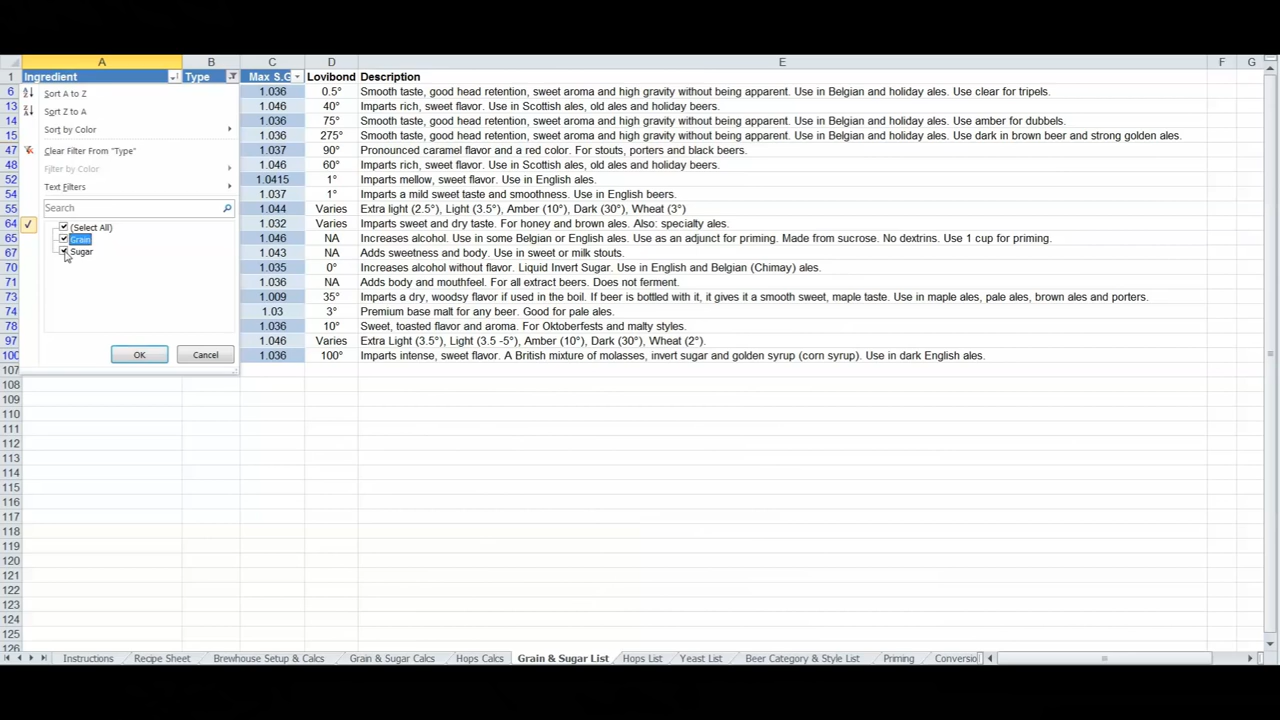 A B C D E F G
1 Ingredient Type Max S.G Lovibond Description
6 1.036 0.5° Smooth taste, good head retention, sweet aroma and high gravity without being apparent. Use in Belgian and holiday ales. Use clear for tripels.
13 1.046 40° Imparts rich, sweet flavor. Use in Scottish ales, old ales and holiday beers.
14 1.036 75° Smooth taste, good head retention, sweet aroma and high gravity without being apparent. Use in Belgian and holiday ales. Use amber for dubbels.
15 1.036 275° Smooth taste, good head retention, sweet aroma and high gravity without being apparent. Use in Belgian and holiday ales. Use dark in brown beer and strong golden ales.
47 1.037 90° Pronounced caramel flavor and a red color. For stouts, porters and black beers.
48 1.046 60° Imparts rich, sweet flavor. Use in Scottish ales, old ales and holiday beers.
52 1.0415 1° Imparts mellow, sweet flavor. Use in English ales.
54 1.037 1° Imparts a mild sweet taste and smoothness. Use in English beers.
55 1.044 Varies Extra light (2.5°), Light (3.5°), Amber (10°), Dark (30°), Wheat (3°)
64 1.032 Varies Imparts sweet and dry taste. For honey and brown ales. Also: specialty ales.
65 1.046 NA Increases alcohol. Use in some Belgian or English ales. Use as an adjunct for priming. Made from sucrose. No dextrins. Use 1 cup for priming.
67 1.043 NA Adds sweetness and body. Use in sweet or milk stouts.
70 1.035 0° Increases alcohol without flavor. Liquid Invert Sugar. Use in English and Belgian (Chimay) ales.
71 1.036 NA Adds body and mouthfeel. For all extract beers. Does not ferment.
73 1.009 35° Imparts a dry, woodsy flavor if used in the boil. If beer is bottled with it, it gives it a smooth sweet, maple taste. Use in maple ales, pale ales, brown ales and porters.
74 1.03 3° Premium base malt for any beer. Good for pale ales.
78 1.036 10° Sweet, toasted flavor and aroma. For Oktoberfests and malty styles.
97 1.046 Varies Extra Light (3.5°), Light (3.5 -5°), Amber (10°), Dark (30°), Wheat (2°).
100 1.036 100° Imparts intense, sweet flavor. A British mixture of molasses, invert sugar and golden syrup (corn syrup). Use in dark English ales.
Sort A to Z
Sort Z to A
Sort by Color
Clear Filter From "Type"
Filter by Color
Text Filters
Search
(Select All)
Grain
Sugar
OK Cancel
107
108
109
110
111
112
113
114
115
116
117
118
119
120
121
122
123
124
125
126
Instructions Recipe Sheet Brewhouse Setup & Calcs Grain & Sugar Calcs Hops Calcs Grain & Sugar List Hops List Yeast List Beer Category & Style List Priming Conversio